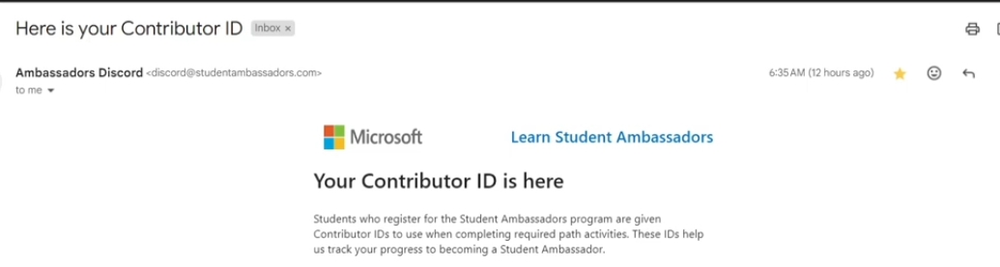 Here is your Contributor ID Inbox ×
Ambassadors Discord <discord@studentambassadors.com> 6:35 AM (12 hours ago)
to me
Microsoft Learn Student Ambassadors
Your Contributor ID is here
Students who register for the Student Ambassadors program are given
Contributor IDs to use when completing required path activities. These IDs help
us track your progress to becoming a Student Ambassador.